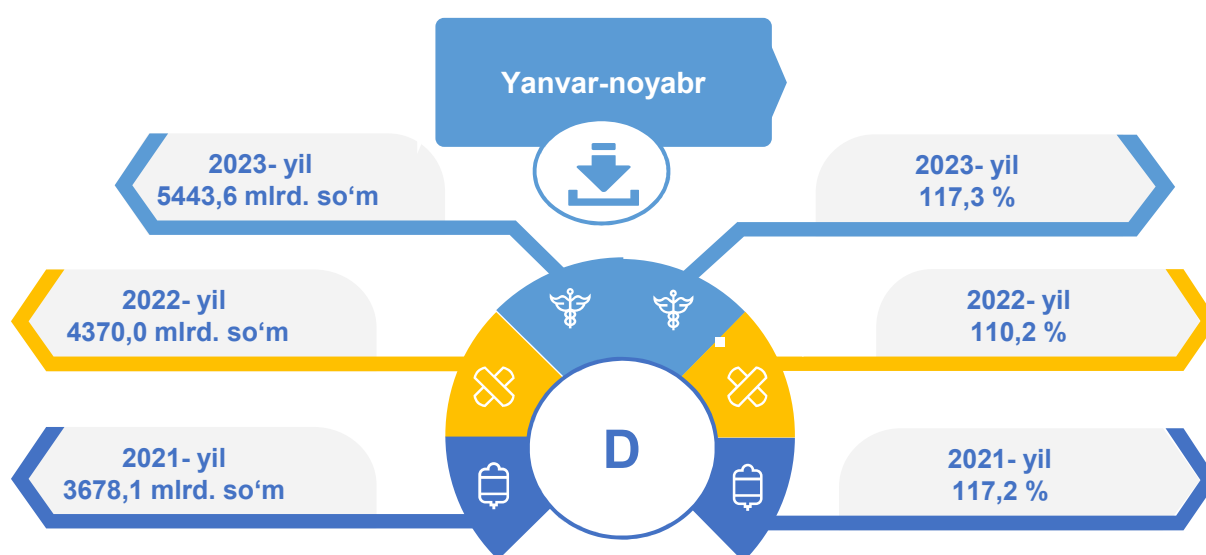 Yanvar-noyabr
2023- yil
5443,6 mlrd. so‘m
2023- yil
117,3 %
2022- yil
4370,0 mlrd. so‘m
2022- yil
110,2 %
D
2021- yil
3678,1 mlrd. so‘m
2021- yil
117,2 %